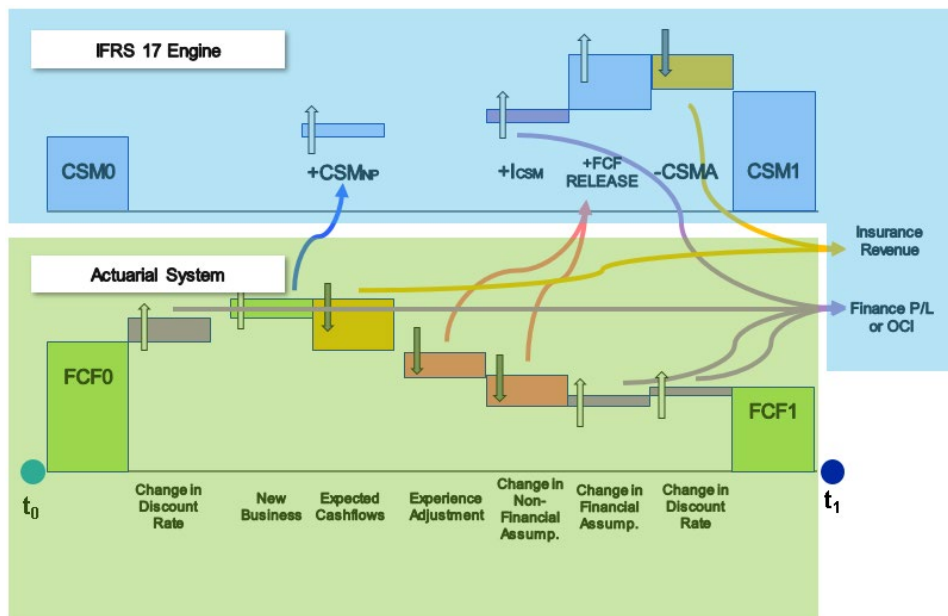 IFRS 17 Engine
CSM0
+CSMNP
+ICSM
+FCF
RELEASE
-CSMA
CSM1
Insurance
Revenue
Actuarial System
Finance P/L
or OCI
FCF0
FCF1
t0
t1
Change in
Discount
Rate
New
Business
Expected
Cashflows
Experience
Adjustment
Change in
Non-
Financial
Assump.
Change in
Financial
Assump.
Change in
Discount
Rate